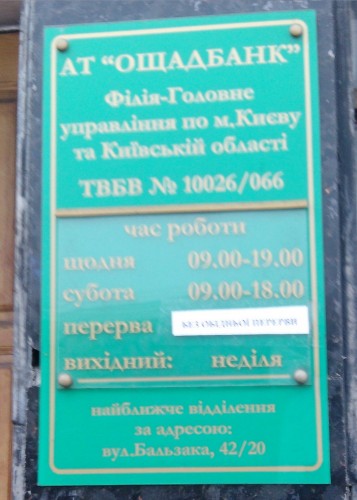 АТ “ОЩАДБАНК”
Філія-Головне
управління по м.Києву
та Київській області
ТВБВ № 10026/066
час роботи
щодня 09.00-19.00
субота 09.00-18.00
перерва БЕЗ ОБІДНЬОЇ ПЕРЕРВИ
вихідний: неділя
найближче відділення
за адресою:
вул.Бальзака, 42/20